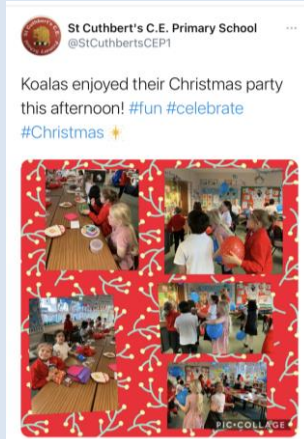 St Cuthbert's C.E. Primary School
@StCuthbertsCEP1
Koalas enjoyed their Christmas party
this afternoon! #fun #celebrate
#Christmas
PIC•COLLAGE